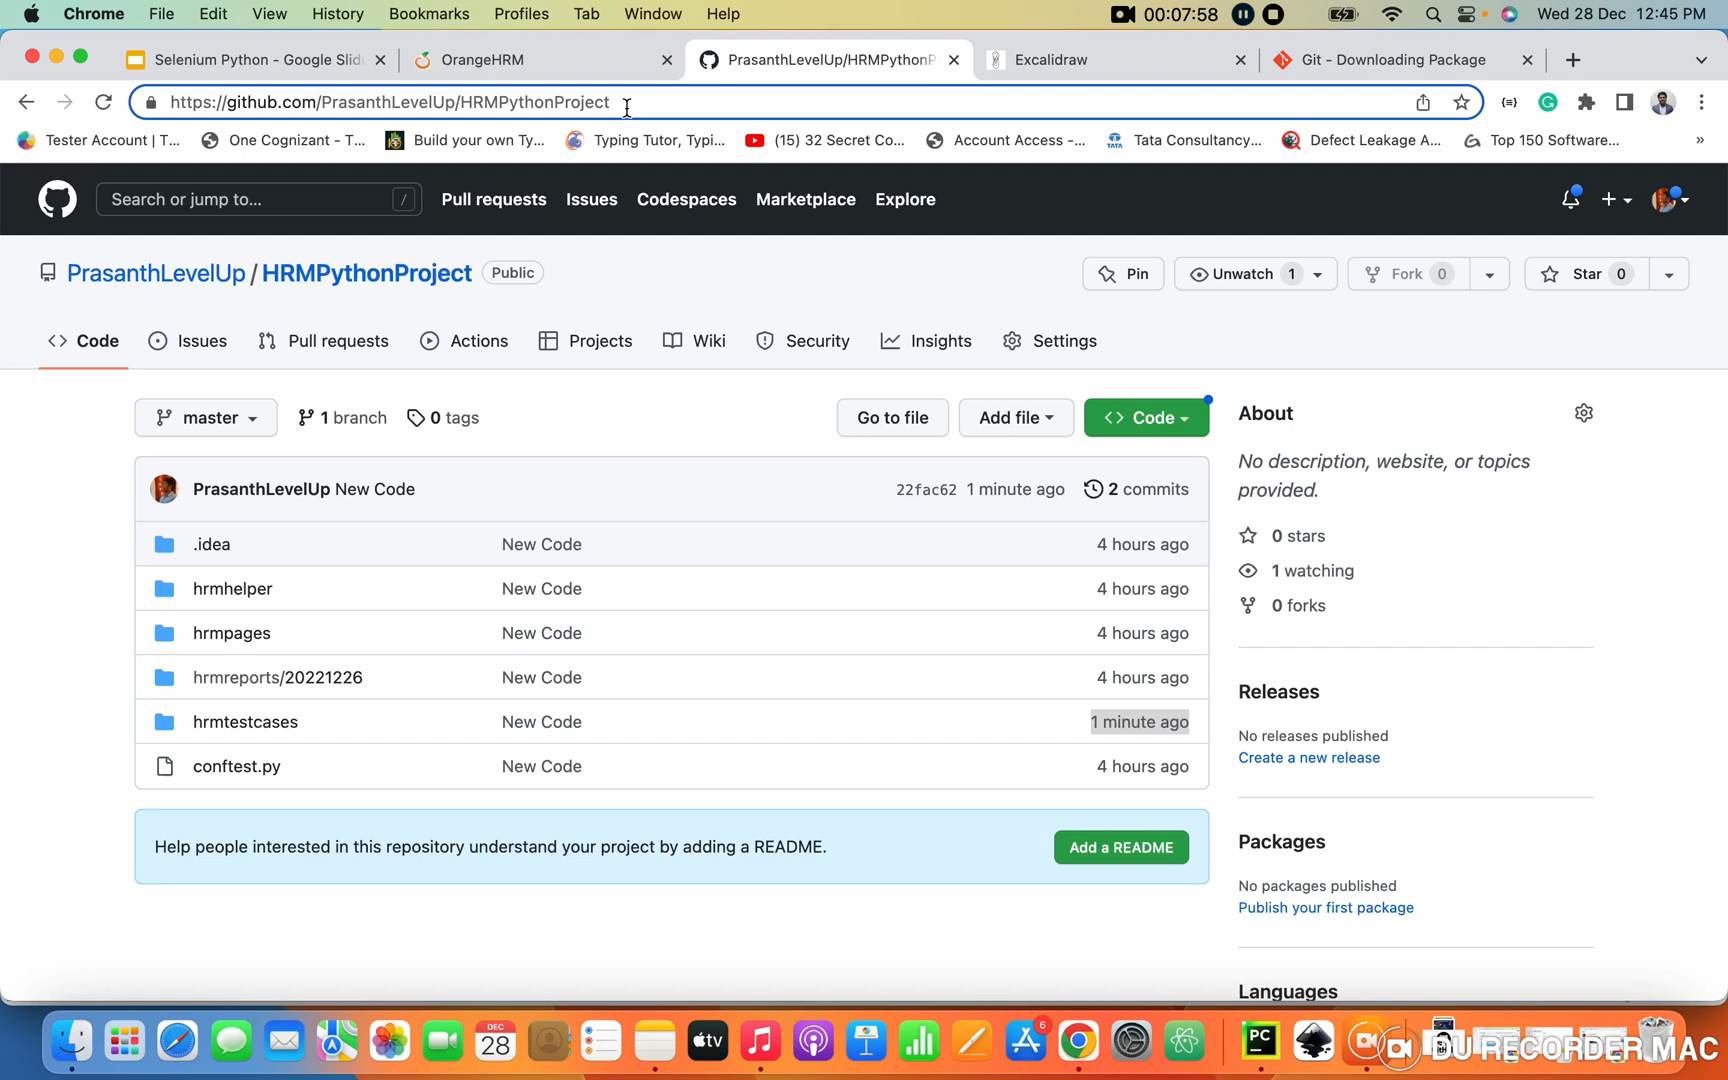 Chrome File Edit View History Bookmarks Profiles Tab Window Help 00:07:58 Wed 28 Dec 12:45 PM
Selenium Python - Google Slid OrangeHRM PrasanthLevelUp/HRMPythonP Excalidraw Git - Downloading Package
https://github.com/PrasanthLevelUp/HRMPythonProject
Tester Account | T... One Cognizant - T... Build your own Ty... Typing Tutor, Typi... (15) 32 Secret Co... Account Access -... TATA Tata Consultancy... Defect Leakage A... Top 150 Software... »
Search or jump to... / Pull requests Issues Codespaces Marketplace Explore
PrasanthLevelUp / HRMPythonProject Public Pin Unwatch 1 Fork 0 Star 0
Code Issues Pull requests Actions Projects Wiki Security Insights Settings
master 1 branch 0 tags Go to file Add file Code About
No description, website, or topics
provided.
PrasanthLevelUp New Code 22fac62 1 minute ago 2 commits
0 stars
.idea New Code 4 hours ago
1 watching
hrmhelper New Code 4 hours ago
0 forks
hrmpages New Code 4 hours ago
hrmreports/20221226 New Code 4 hours ago
Releases
hrmtestcases New Code 1 minute ago
No releases published
Create a new release
conftest.py New Code 4 hours ago
Help people interested in this repository understand your project by adding a README. Add a README
Packages
No packages published
Publish your first package
Languages
DEC
28
tv
6
PC
DU RECORDER MAC